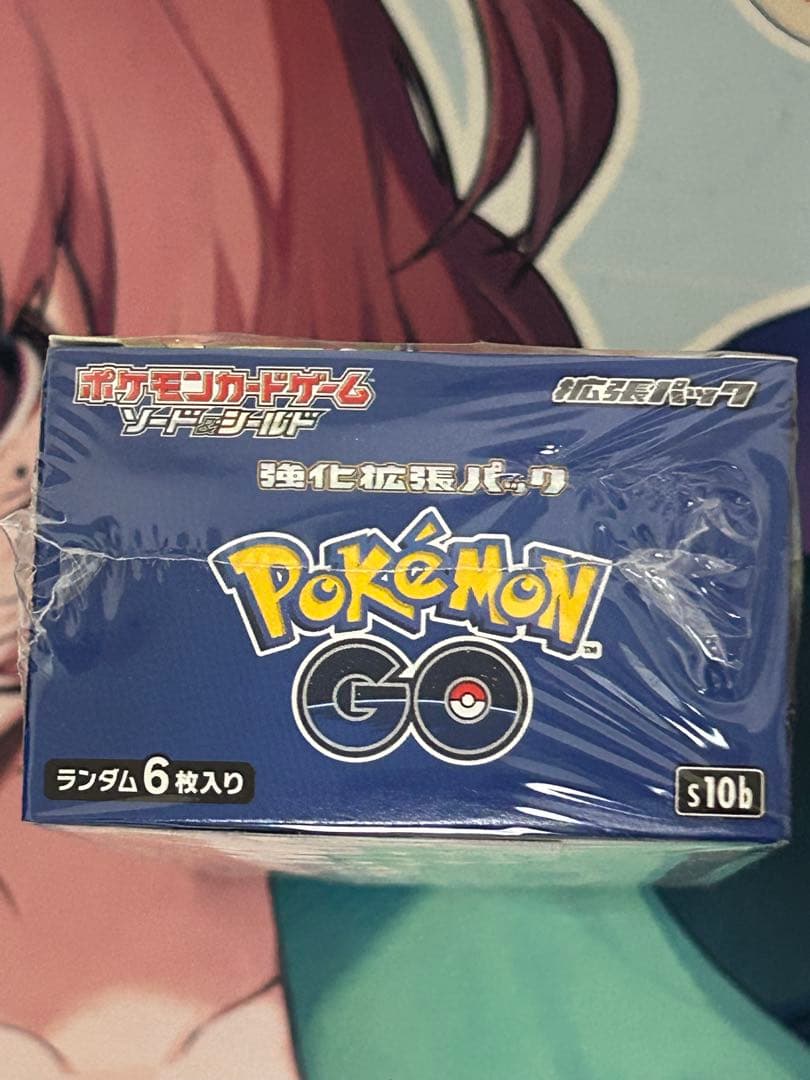 ポケモンカードゲーム
ソード&シールド
拡張パック
強化拡張パック
POKÉMON
GO
TM
ランダム6枚入り
s10b